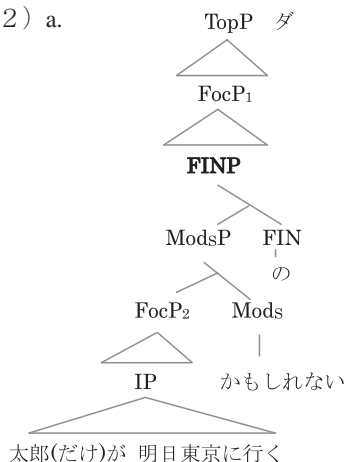 2）a.
TopP ダ
FocP₁
FINP
ModsP FIN
の
FocP₂ Mods
IP かもしれない
太郎(だけ)が 明日東京に行く